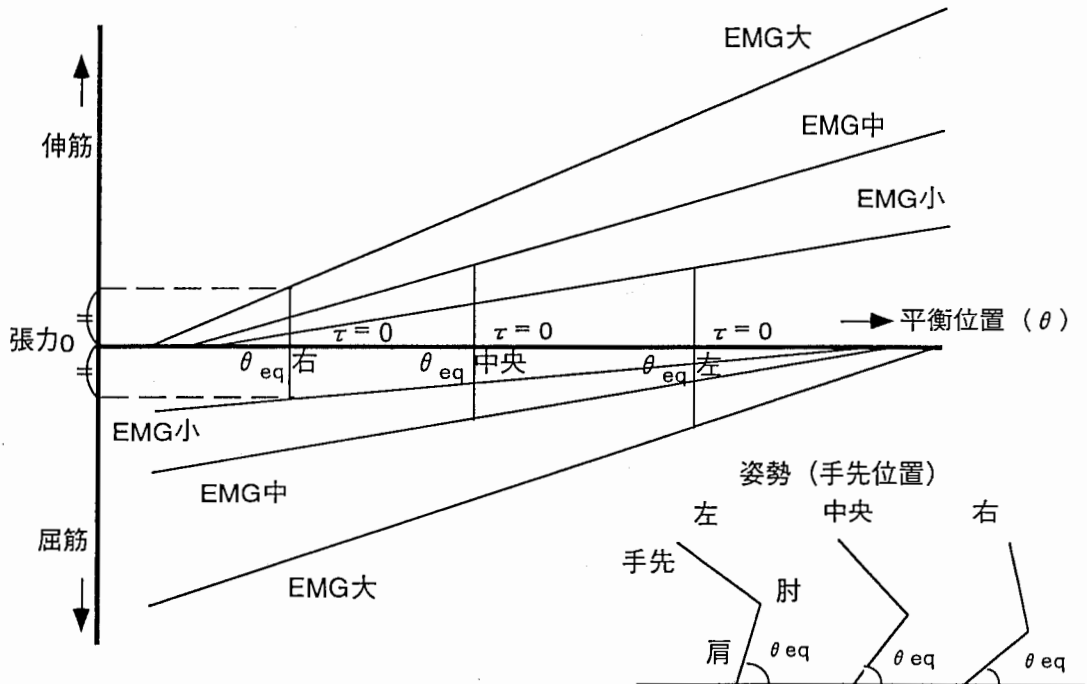 EMG大
EMG中
伸筋
EMG小
平衡位置(θ)
張力0
τ=0
τ=0
τ=0
θeq右
θeq中央
θeq左
EMG小
EMG中
屈筋
EMG大
姿勢(手先位置)
左 中央 右
手先
肘
肩
θeq
θeq
θeq